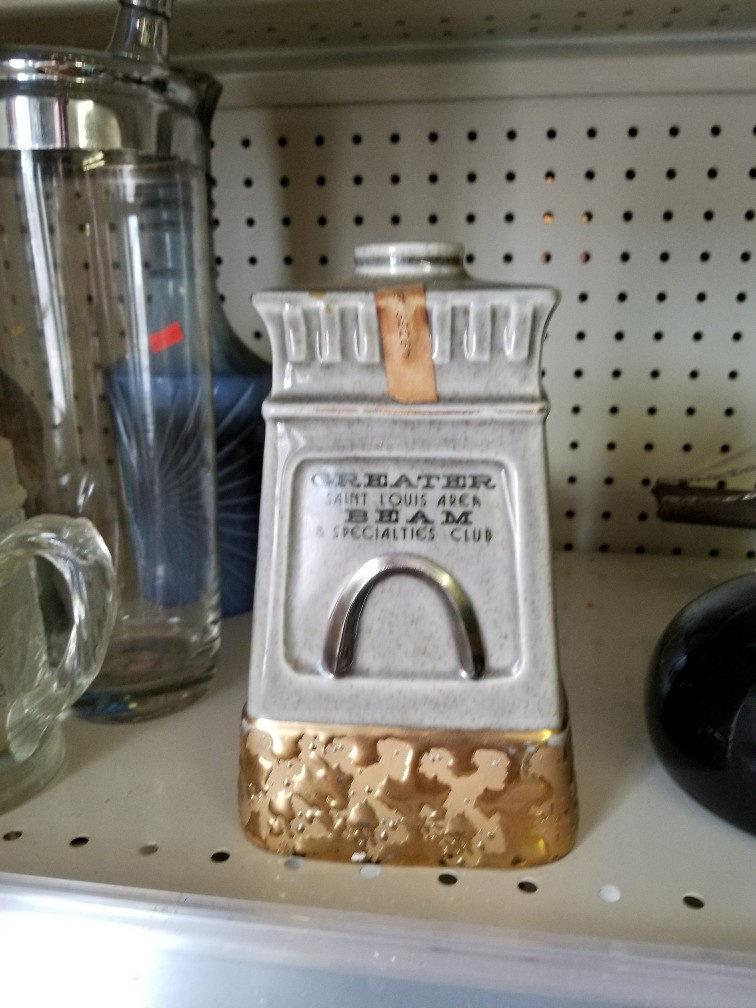 GREATER
SAINT LOUIS AREA
BEAM
& SPECIALTIES CLUB